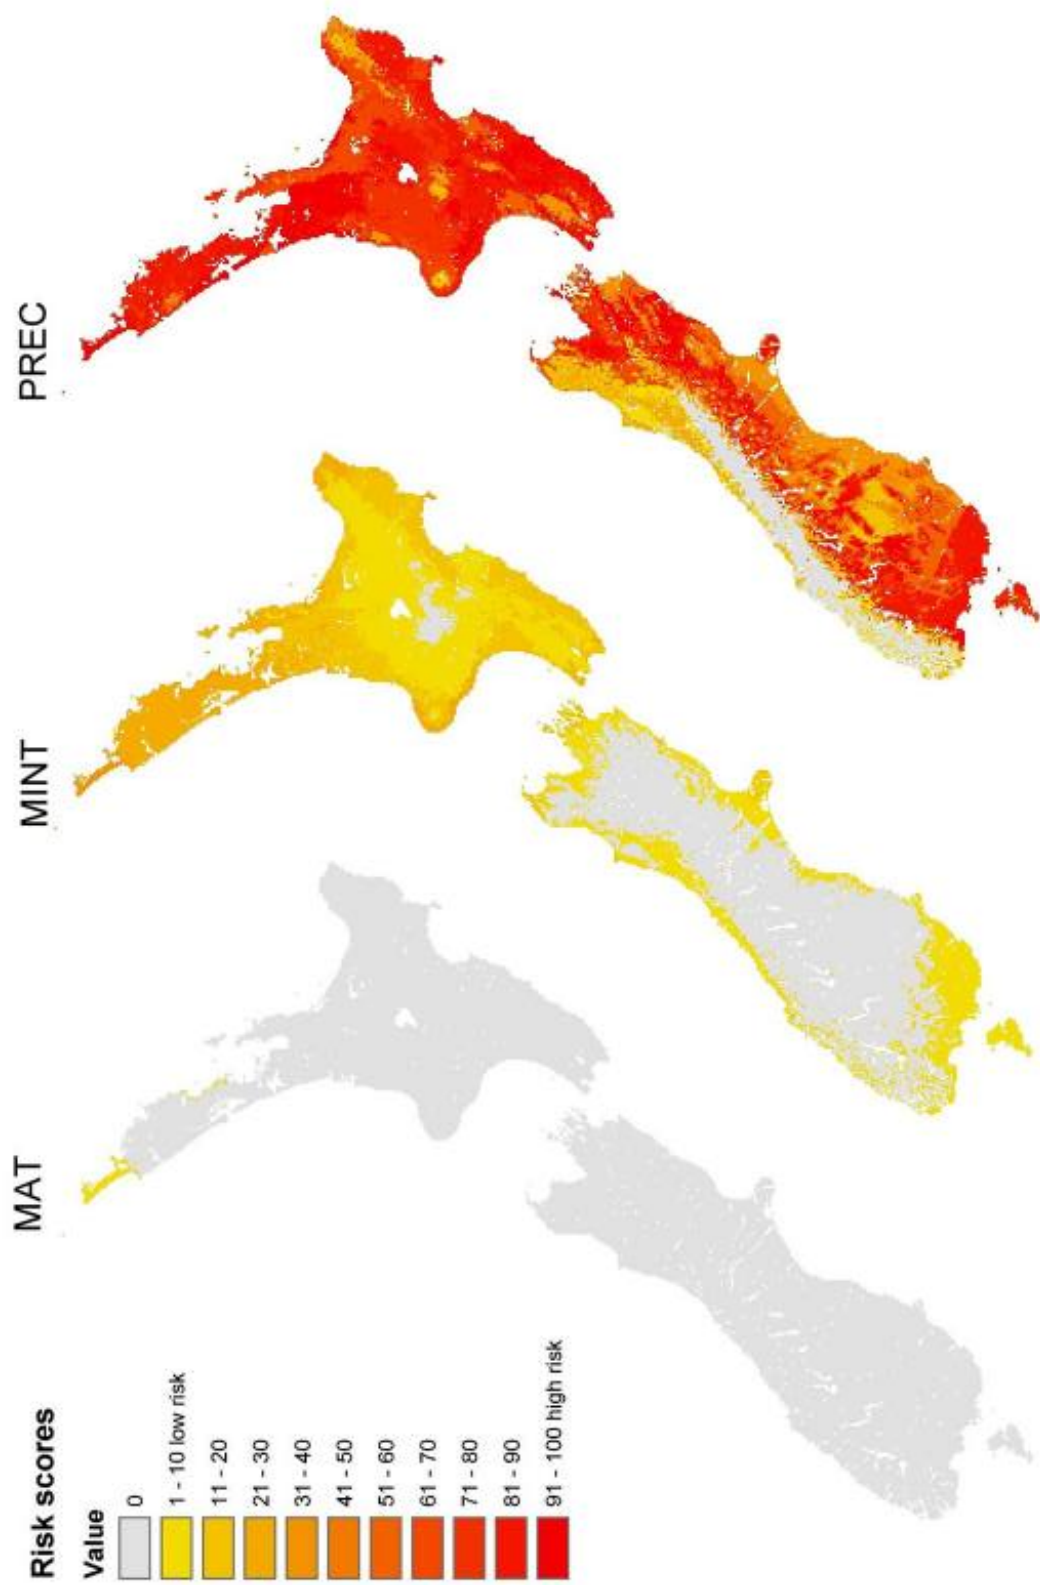 MAT
MINT
PREC
Risk scores
Value
0
1 - 10 low risk
11 - 20
21 - 30
31 - 40
41 - 50
51 - 60
61 - 70
71 - 80
81 - 90
91 - 100 high risk